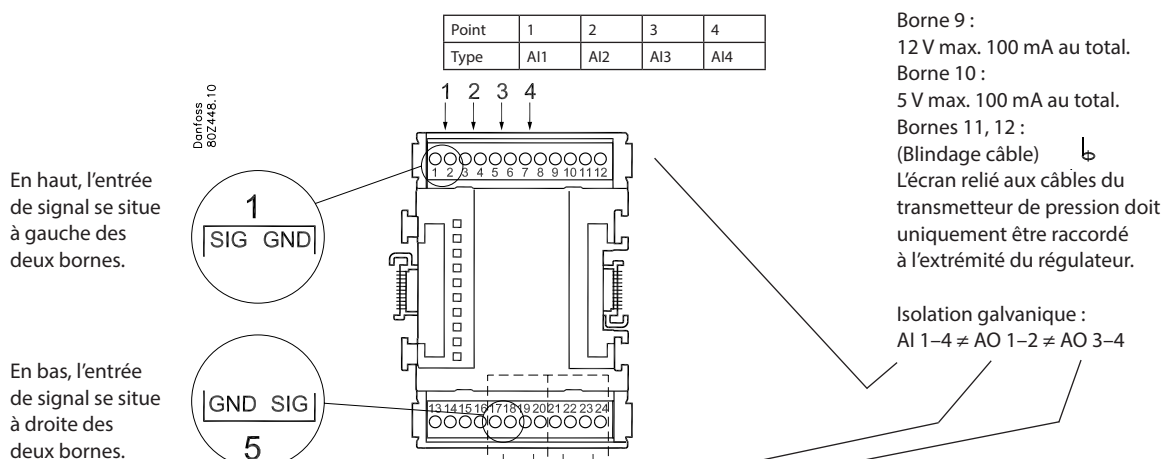 Point 1 2 3 4
Type AI1 AI2 AI3 AI4
1 2 3 4
Danfoss
80Z448.10
1 2 3 4 5 6 7 8 9 10 11 12
En haut, l'entrée
de signal se situe
à gauche des
deux bornes.
1
SIG GND
En bas, l'entrée
de signal se situe
à droite des
deux bornes.
GND SIG
5
13 14 15 16 17 18 19 20 21 22 23 24
Borne 9 :
12 V max. 100 mA au total.
Borne 10 :
5 V max. 100 mA au total.
Bornes 11, 12 :
(Blindage câble)
L'écran relié aux câbles du
transmetteur de pression doit
uniquement être raccordé
à l'extrémité du régulateur.
Isolation galvanique :
AI 1–4 ≠ AO 1–2 ≠ AO 3–4